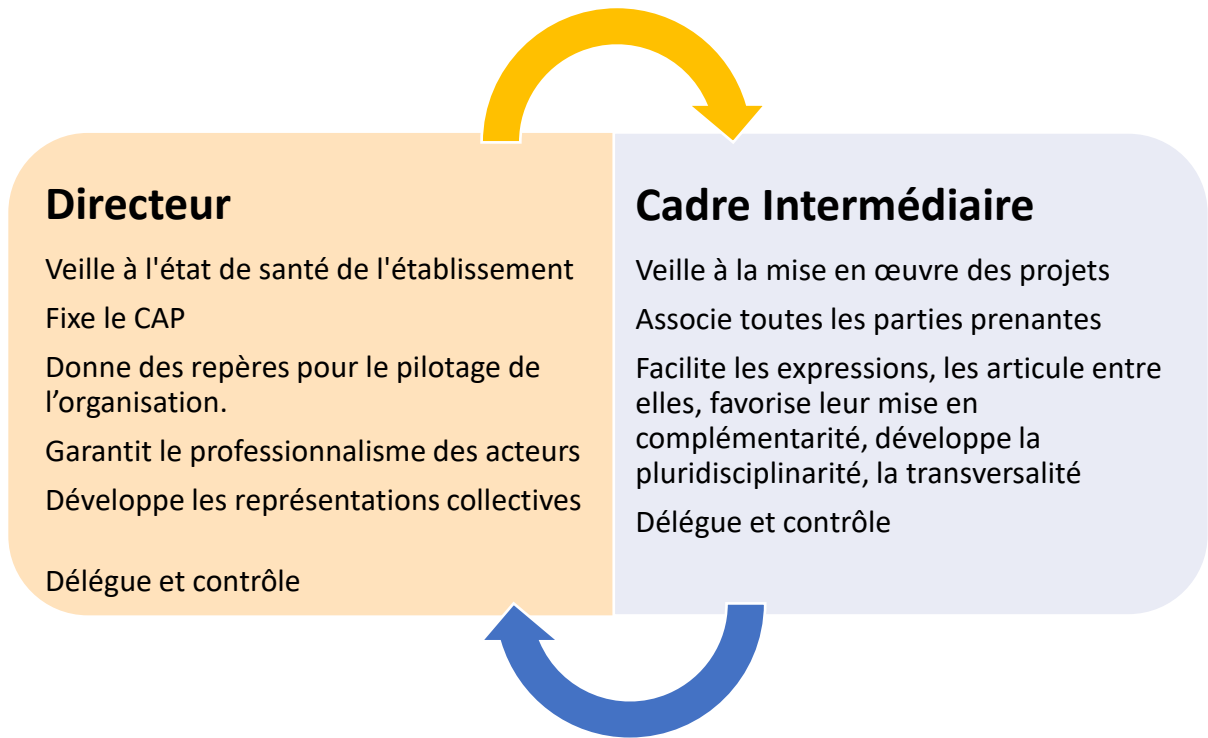 Directeur
Veille à l'état de santé de l'établissement
Fixe le CAP
Donne des repères pour le pilotage de
l’organisation.
Garantit le professionnalisme des acteurs
Développe les représentations collectives
Délégue et contrôle
Cadre Intermédiaire
Veille à la mise en œuvre des projets
Associe toutes les parties prenantes
Facilite les expressions, les articule entre
elles, favorise leur mise en
complémentarité, développe la
pluridisciplinarité, la transversalité
Délégue et contrôle